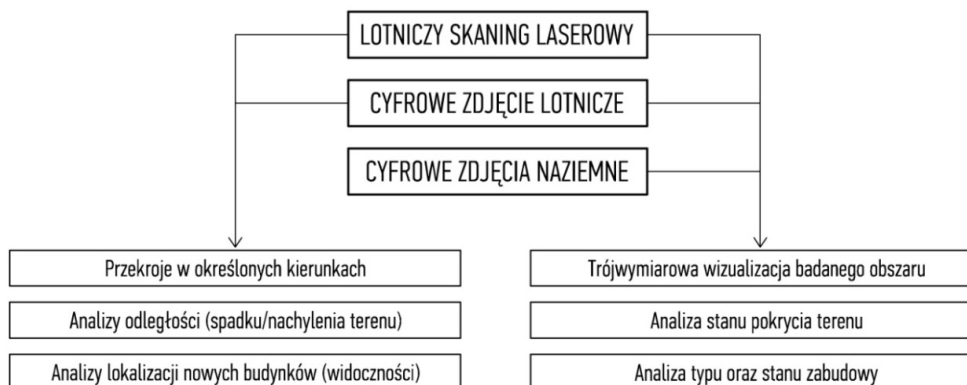 LOTNICZY SKANING LASEROWY
CYFROWE ZDJĘCIE LOTNICZE
CYFROWE ZDJĘCIA NAZIEMNE
Przekroje w określonych kierunkach
Analizy odległości (spadku/nachylenia terenu)
Analizy lokalizacji nowych budynków (widoczności)
Trójwymiarowa wizualizacja badanego obszaru
Analiza stanu pokrycia terenu
Analiza typu oraz stanu zabudowy